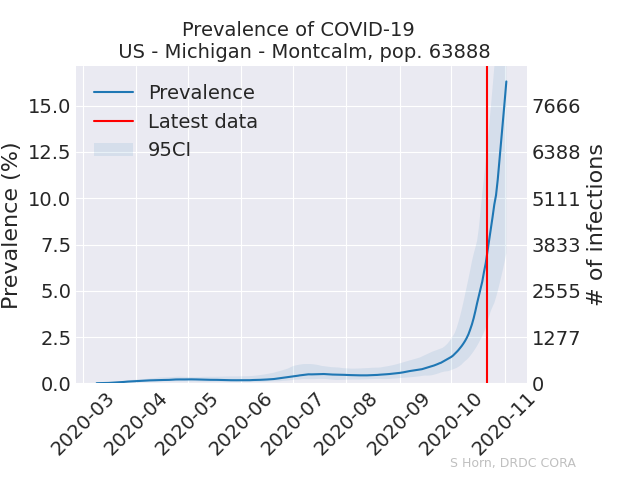 Prevalence of COVID-19
US - Michigan - Montcalm, pop. 63888
Prevalence
Latest data
95CI
Prevalence (%)
15.0
12.5
10.0
7.5
5.0
2.5
0.0
7666
6388
5111
3833
2555
1277
0
# of infections
2020-03
2020-04
2020-05
2020-06
2020-07
2020-08
2020-09
2020-10
2020-11
S Horn, DRDC CORA